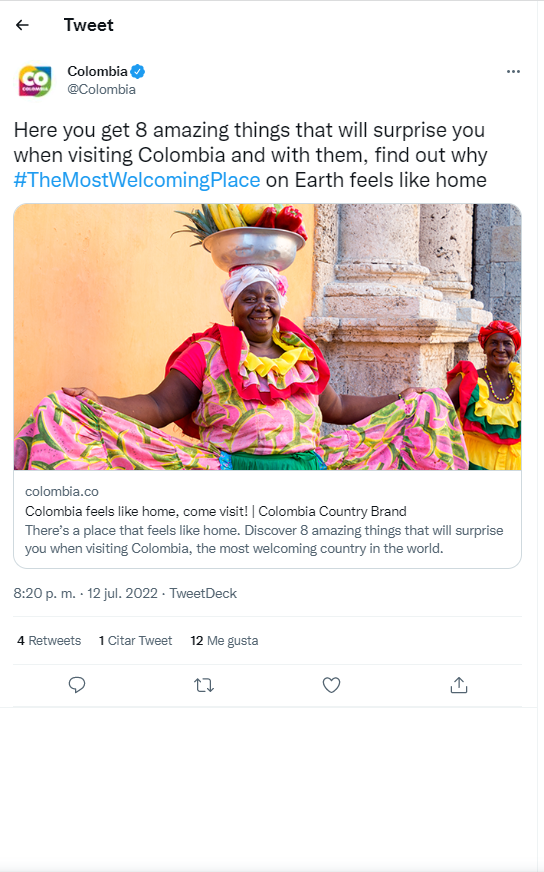 Tweet
CO
COLOMBIA
Colombia
@Colombia
Here you get 8 amazing things that will surprise you
when visiting Colombia and with them, find out why
#TheMostWelcomingPlace on Earth feels like home
colombia.co
Colombia feels like home, come visit! | Colombia Country Brand
There's a place that feels like home. Discover 8 amazing things that will surprise
you when visiting Colombia, the most welcoming country in the world.
8:20 p. m. · 12 jul. 2022 · TweetDeck
4 Retweets 1 Citar Tweet 12 Me gusta